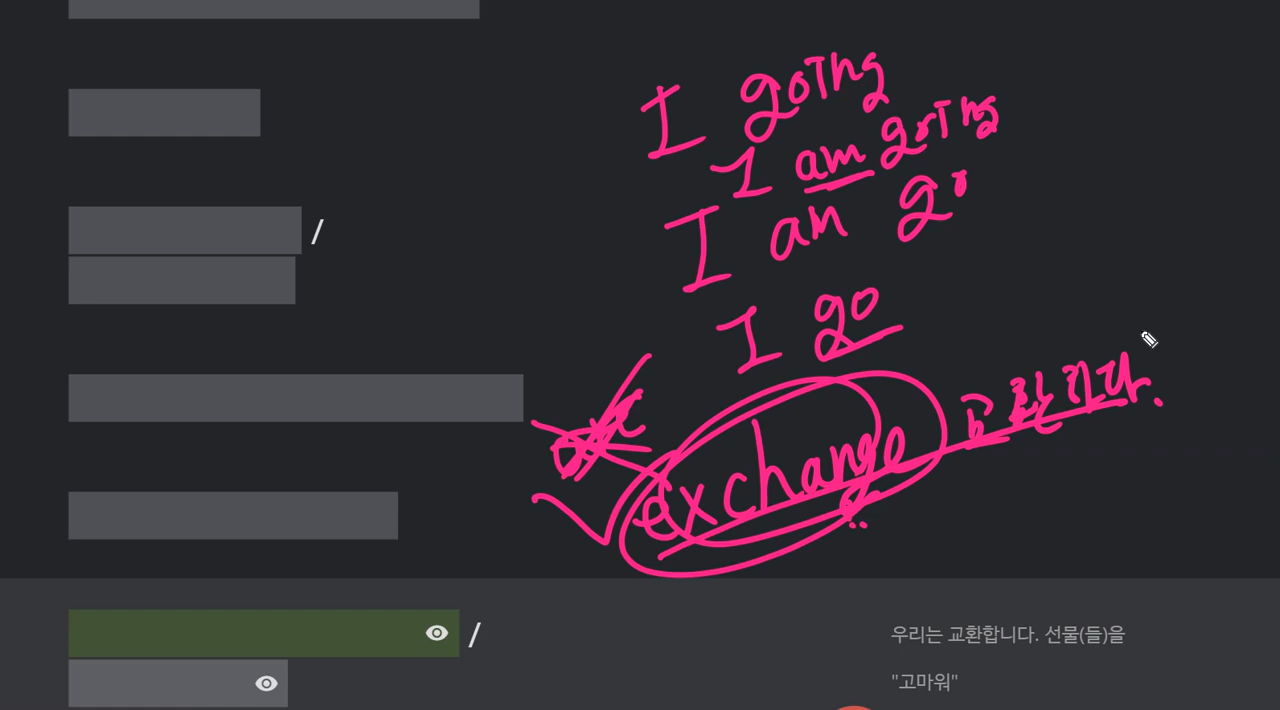 I going
I am going
I am go
I go
/
exchange 교환하다.
/
우리는 교환합니다. 선물(들)을
"고마워"